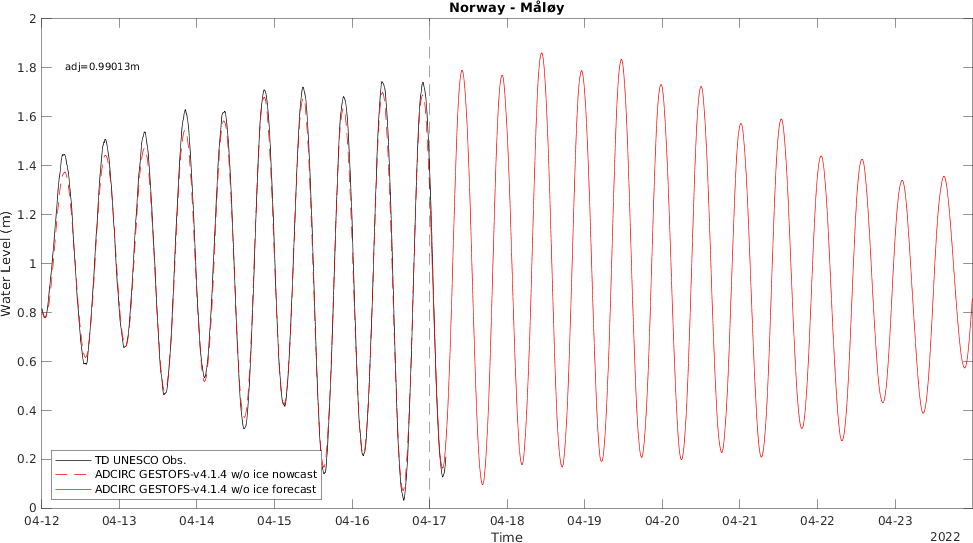 Norway - Måløy
2
1.8
1.6
1.4
1.2
1
0.8
0.6
0.4
0.2
0
Water Level (m)
adj=0.99013m
TD UNESCO Obs.
ADCIRC GESTOFS-v4.1.4 w/o ice nowcast
ADCIRC GESTOFS-v4.1.4 w/o ice forecast
04-12 04-13 04-14 04-15 04-16 04-17 04-18 04-19 04-20 04-21 04-22 04-23
Time
2022